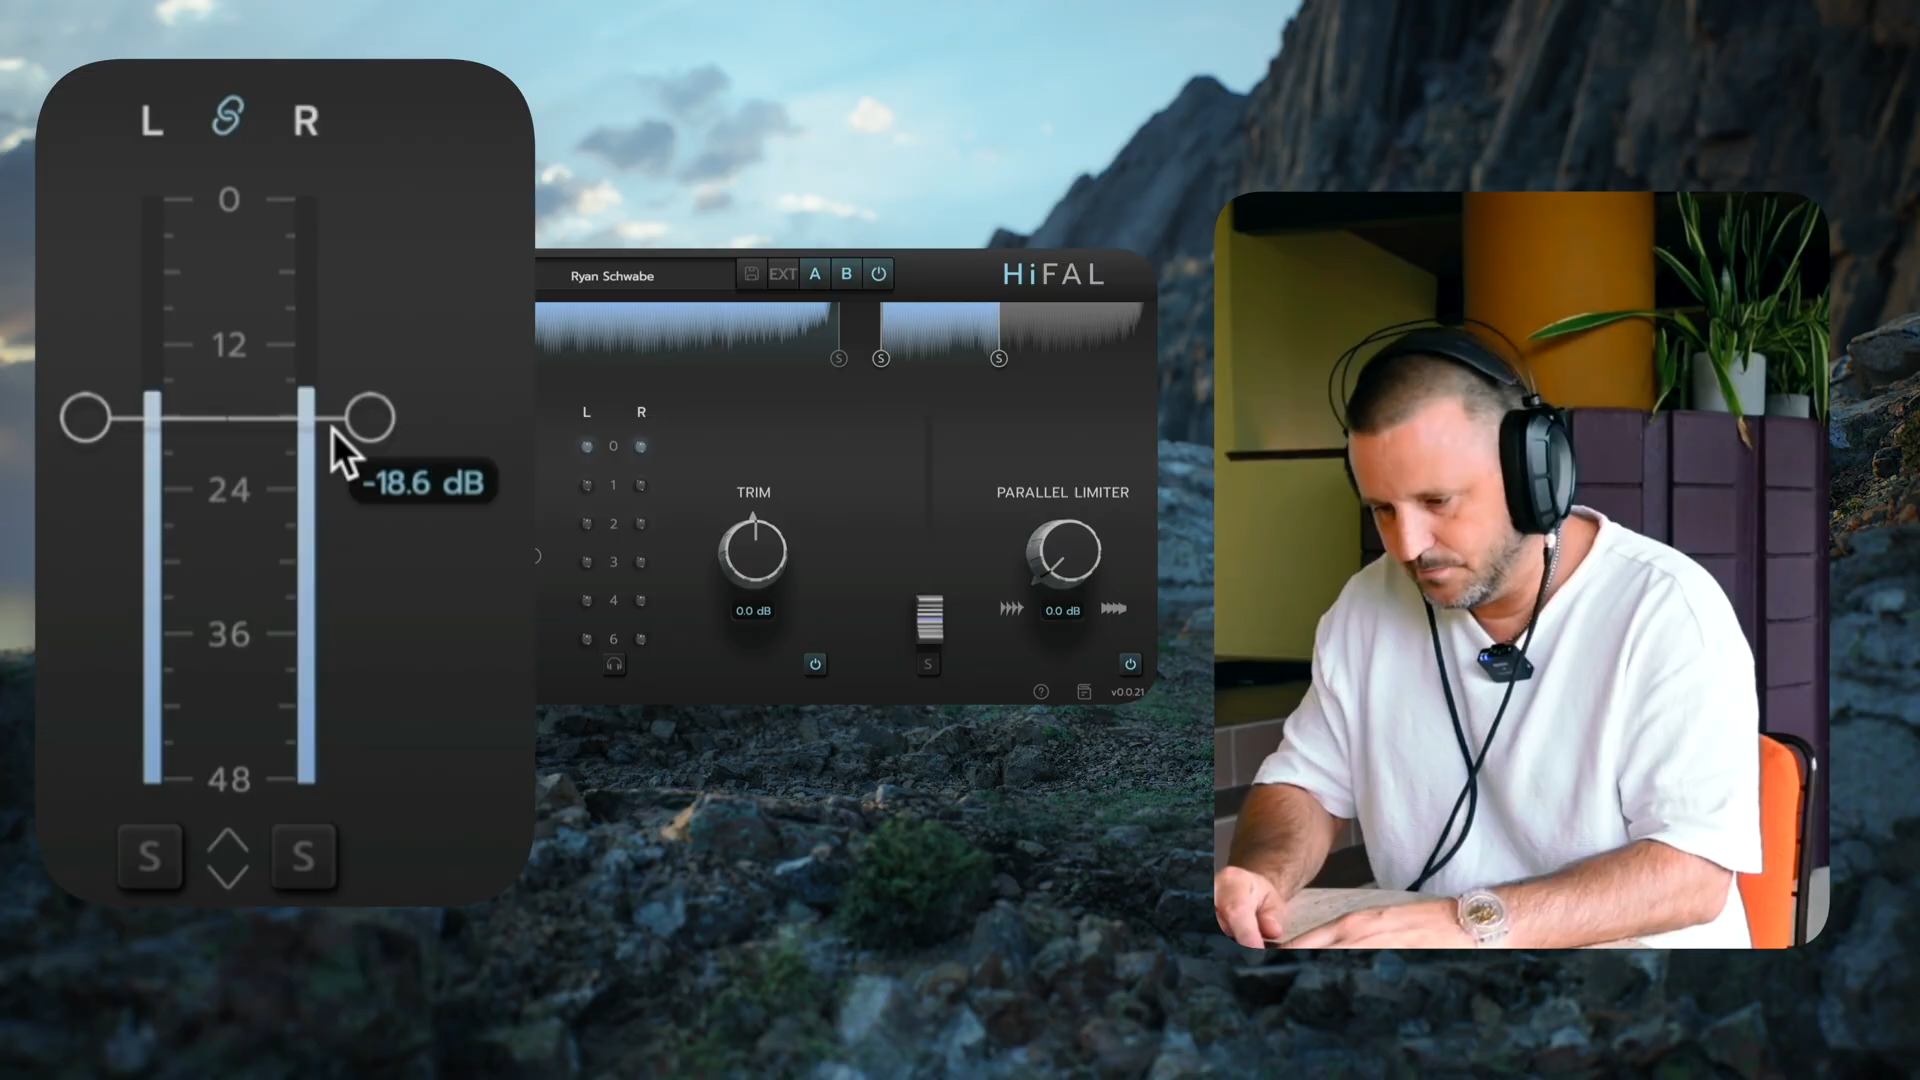 L R
0
12
24
36
48
-18.6 dB
S S
Ryan Schwabe
EXT A B
HiFAL
S S S
L R
0
1
2
3
4
6
TRIM
0.0 dB
S
PARALLEL LIMITER
0.0 dB
? v0.0.21